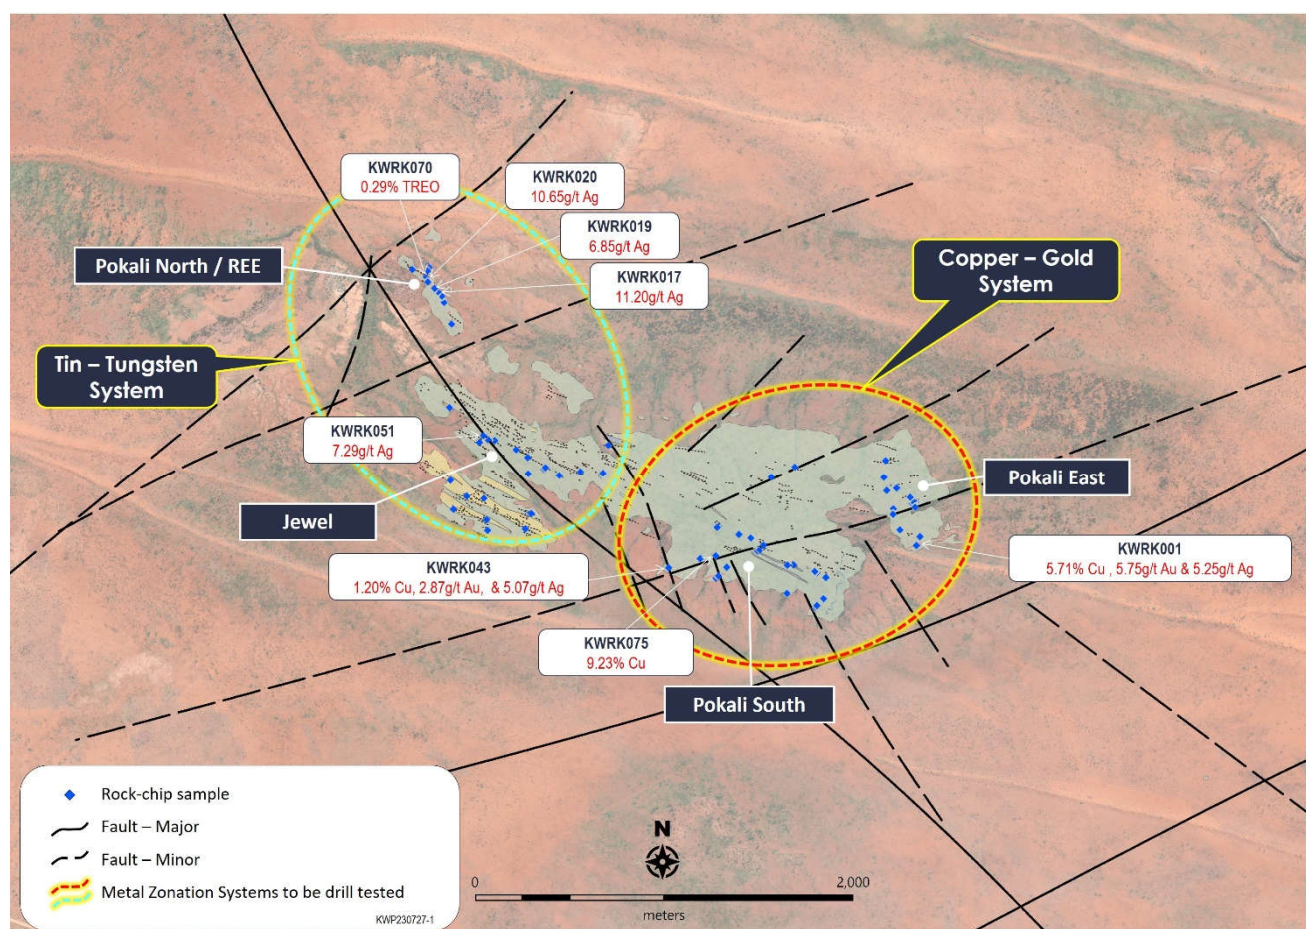 KWRK070
0.29% TREO
KWRK020
10.65g/t Ag
KWRK019
6.85g/t Ag
KWRK017
11.20g/t Ag
Pokali North / REE
Copper – Gold
System
Tin – Tungsten
System
KWRK051
7.29g/t Ag
Jewel
Pokali East
KWRK043
1.20% Cu, 2.87g/t Au, & 5.07g/t Ag
KWRK001
5.71% Cu , 5.75g/t Au & 5.25g/t Ag
KWRK075
9.23% Cu
Pokali South
Rock-chip sample
Fault – Major
Fault – Minor
Metal Zonation Systems to be drill tested
KWP230727-1
N
0
2,000
meters